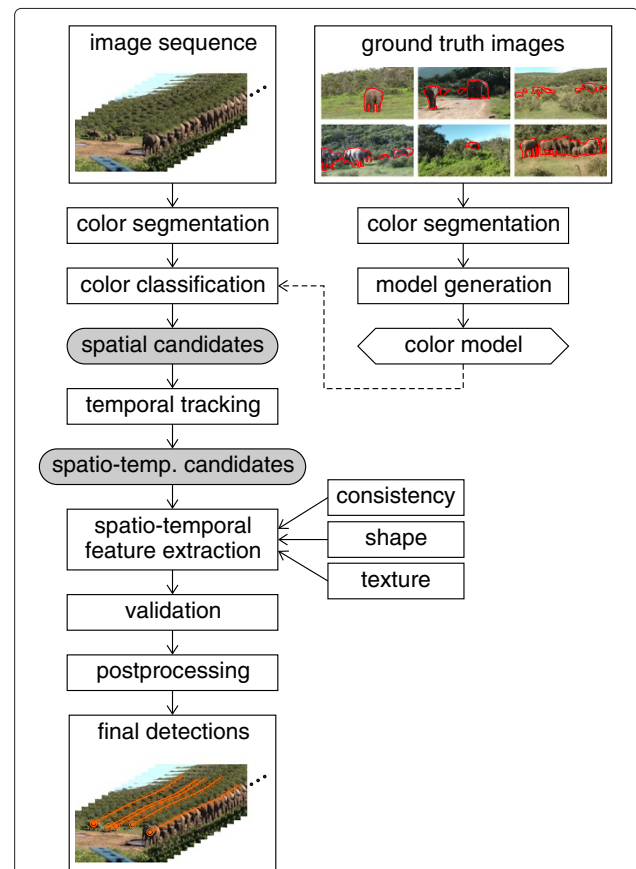 image sequence
ground truth images
color segmentation
color segmentation
color classification
model generation
spatial candidates
color model
temporal tracking
spatio-temp. candidates
consistency
spatio-temporal
feature extraction
shape
texture
validation
postprocessing
final detections